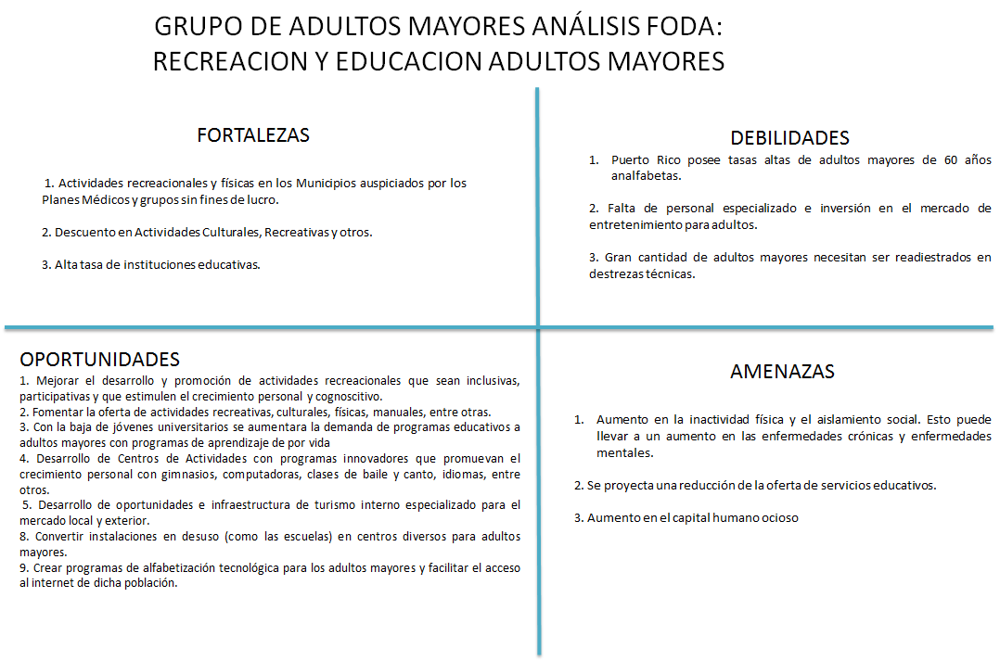 GRUPO DE ADULTOS MAYORES ANÁLISIS FODA:
RECREACION Y EDUCACION ADULTOS MAYORES
FORTALEZAS
1. Actividades recreacionales y físicas en los Municipios auspiciados por los
Planes Médicos y grupos sin fines de lucro.
2. Descuento en Actividades Culturales, Recreativas y otros.
3. Alta tasa de instituciones educativas.
DEBILIDADES
1. Puerto Rico posee tasas altas de adultos mayores de 60 años
analfabetas.
2. Falta de personal especializado e inversión en el mercado de
entretenimiento para adultos.
3. Gran cantidad de adultos mayores necesitan ser readiestrados en
destrezas técnicas.
OPORTUNIDADES
1. Mejorar el desarrollo y promoción de actividades recreacionales que sean inclusivas,
participativas y que estimulen el crecimiento personal y cognoscitivo.
2. Fomentar la oferta de actividades recreativas, culturales, físicas, manuales, entre otras.
3. Con la baja de jóvenes universitarios se aumentara la demanda de programas educativos a
adultos mayores con programas de aprendizaje de por vida
4. Desarrollo de Centros de Actividades con programas innovadores que promuevan el
crecimiento personal con gimnasios, computadoras, clases de baile y canto, idiomas, entre
otros.
5. Desarrollo de oportunidades e infraestructura de turismo interno especializado para el
mercado local y exterior.
8. Convertir instalaciones en desuso (como las escuelas) en centros diversos para adultos
mayores.
9. Crear programas de alfabetización tecnológica para los adultos mayores y facilitar el acceso
al internet de dicha población.
AMENAZAS
1. Aumento en la inactividad física y el aislamiento social. Esto puede
llevar a un aumento en las enfermedades crónicas y enfermedades
mentales.
2. Se proyecta una reducción de la oferta de servicios educativos.
3. Aumento en el capital humano ocioso